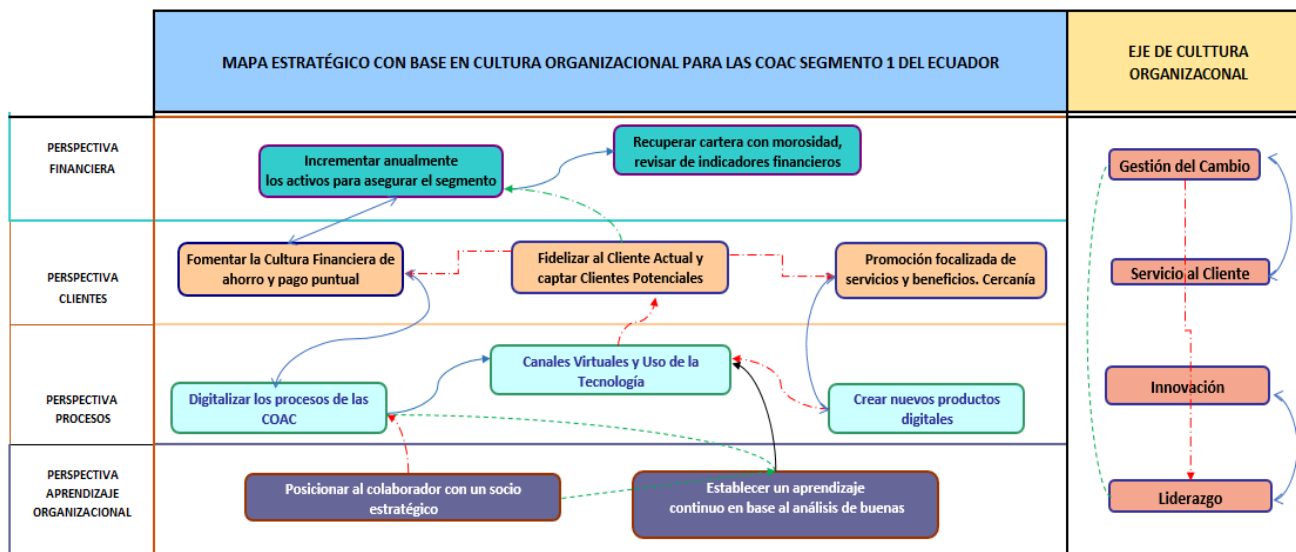 MAPA ESTRATÉGICO CON BASE EN CULTURA ORGANIZACIONAL PARA LAS COAC SEGMENTO 1 DEL ECUADOR
EJE DE CULTTURA
ORGANIZACONAL
PERSPECTIVA
FINANCIERA
Incrementar anualmente
los activos para asegurar el segmento
Recuperar cartera con morosidad,
revisar de indicadores financieros
Gestión del Cambio
PERSPECTIVA
CLIENTES
Fomentar la Cultura Financiera de
ahorro y pago puntual
Fidelizar al Cliente Actual y
captar Clientes Potenciales
Promoción focalizada de
servicios y beneficios. Cercanía
Servicio al Cliente
PERSPECTIVA
PROCESOS
Digitalizar los procesos de las
COAC
Canales Virtuales y Uso de la
Tecnología
Crear nuevos productos
digitales
Innovación
PERSPECTIVA
APRENDIZAJE
ORGANIZACIONAL
Posicionar al colaborador con un socio
estratégico
Establecer un aprendizaje
continuo en base al análisis de buenas
Liderazgo